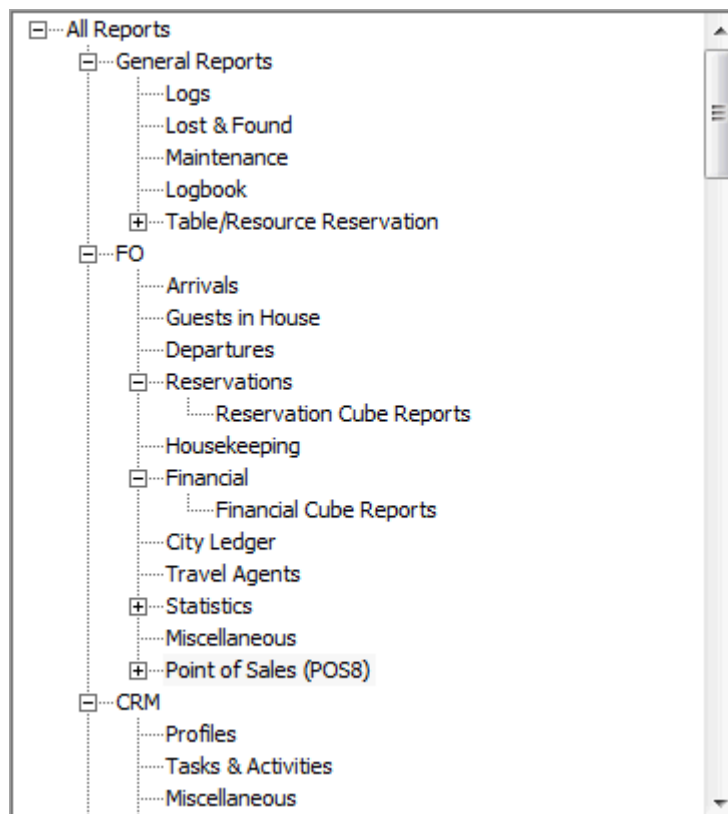 All Reports
General Reports
Logs
Lost & Found
Maintenance
Logbook
Table/Resource Reservation
FO
Arrivals
Guests in House
Departures
Reservations
Reservation Cube Reports
Housekeeping
Financial
Financial Cube Reports
City Ledger
Travel Agents
Statistics
Miscellaneous
Point of Sales (POS8)
CRM
Profiles
Tasks & Activities
Miscellaneous